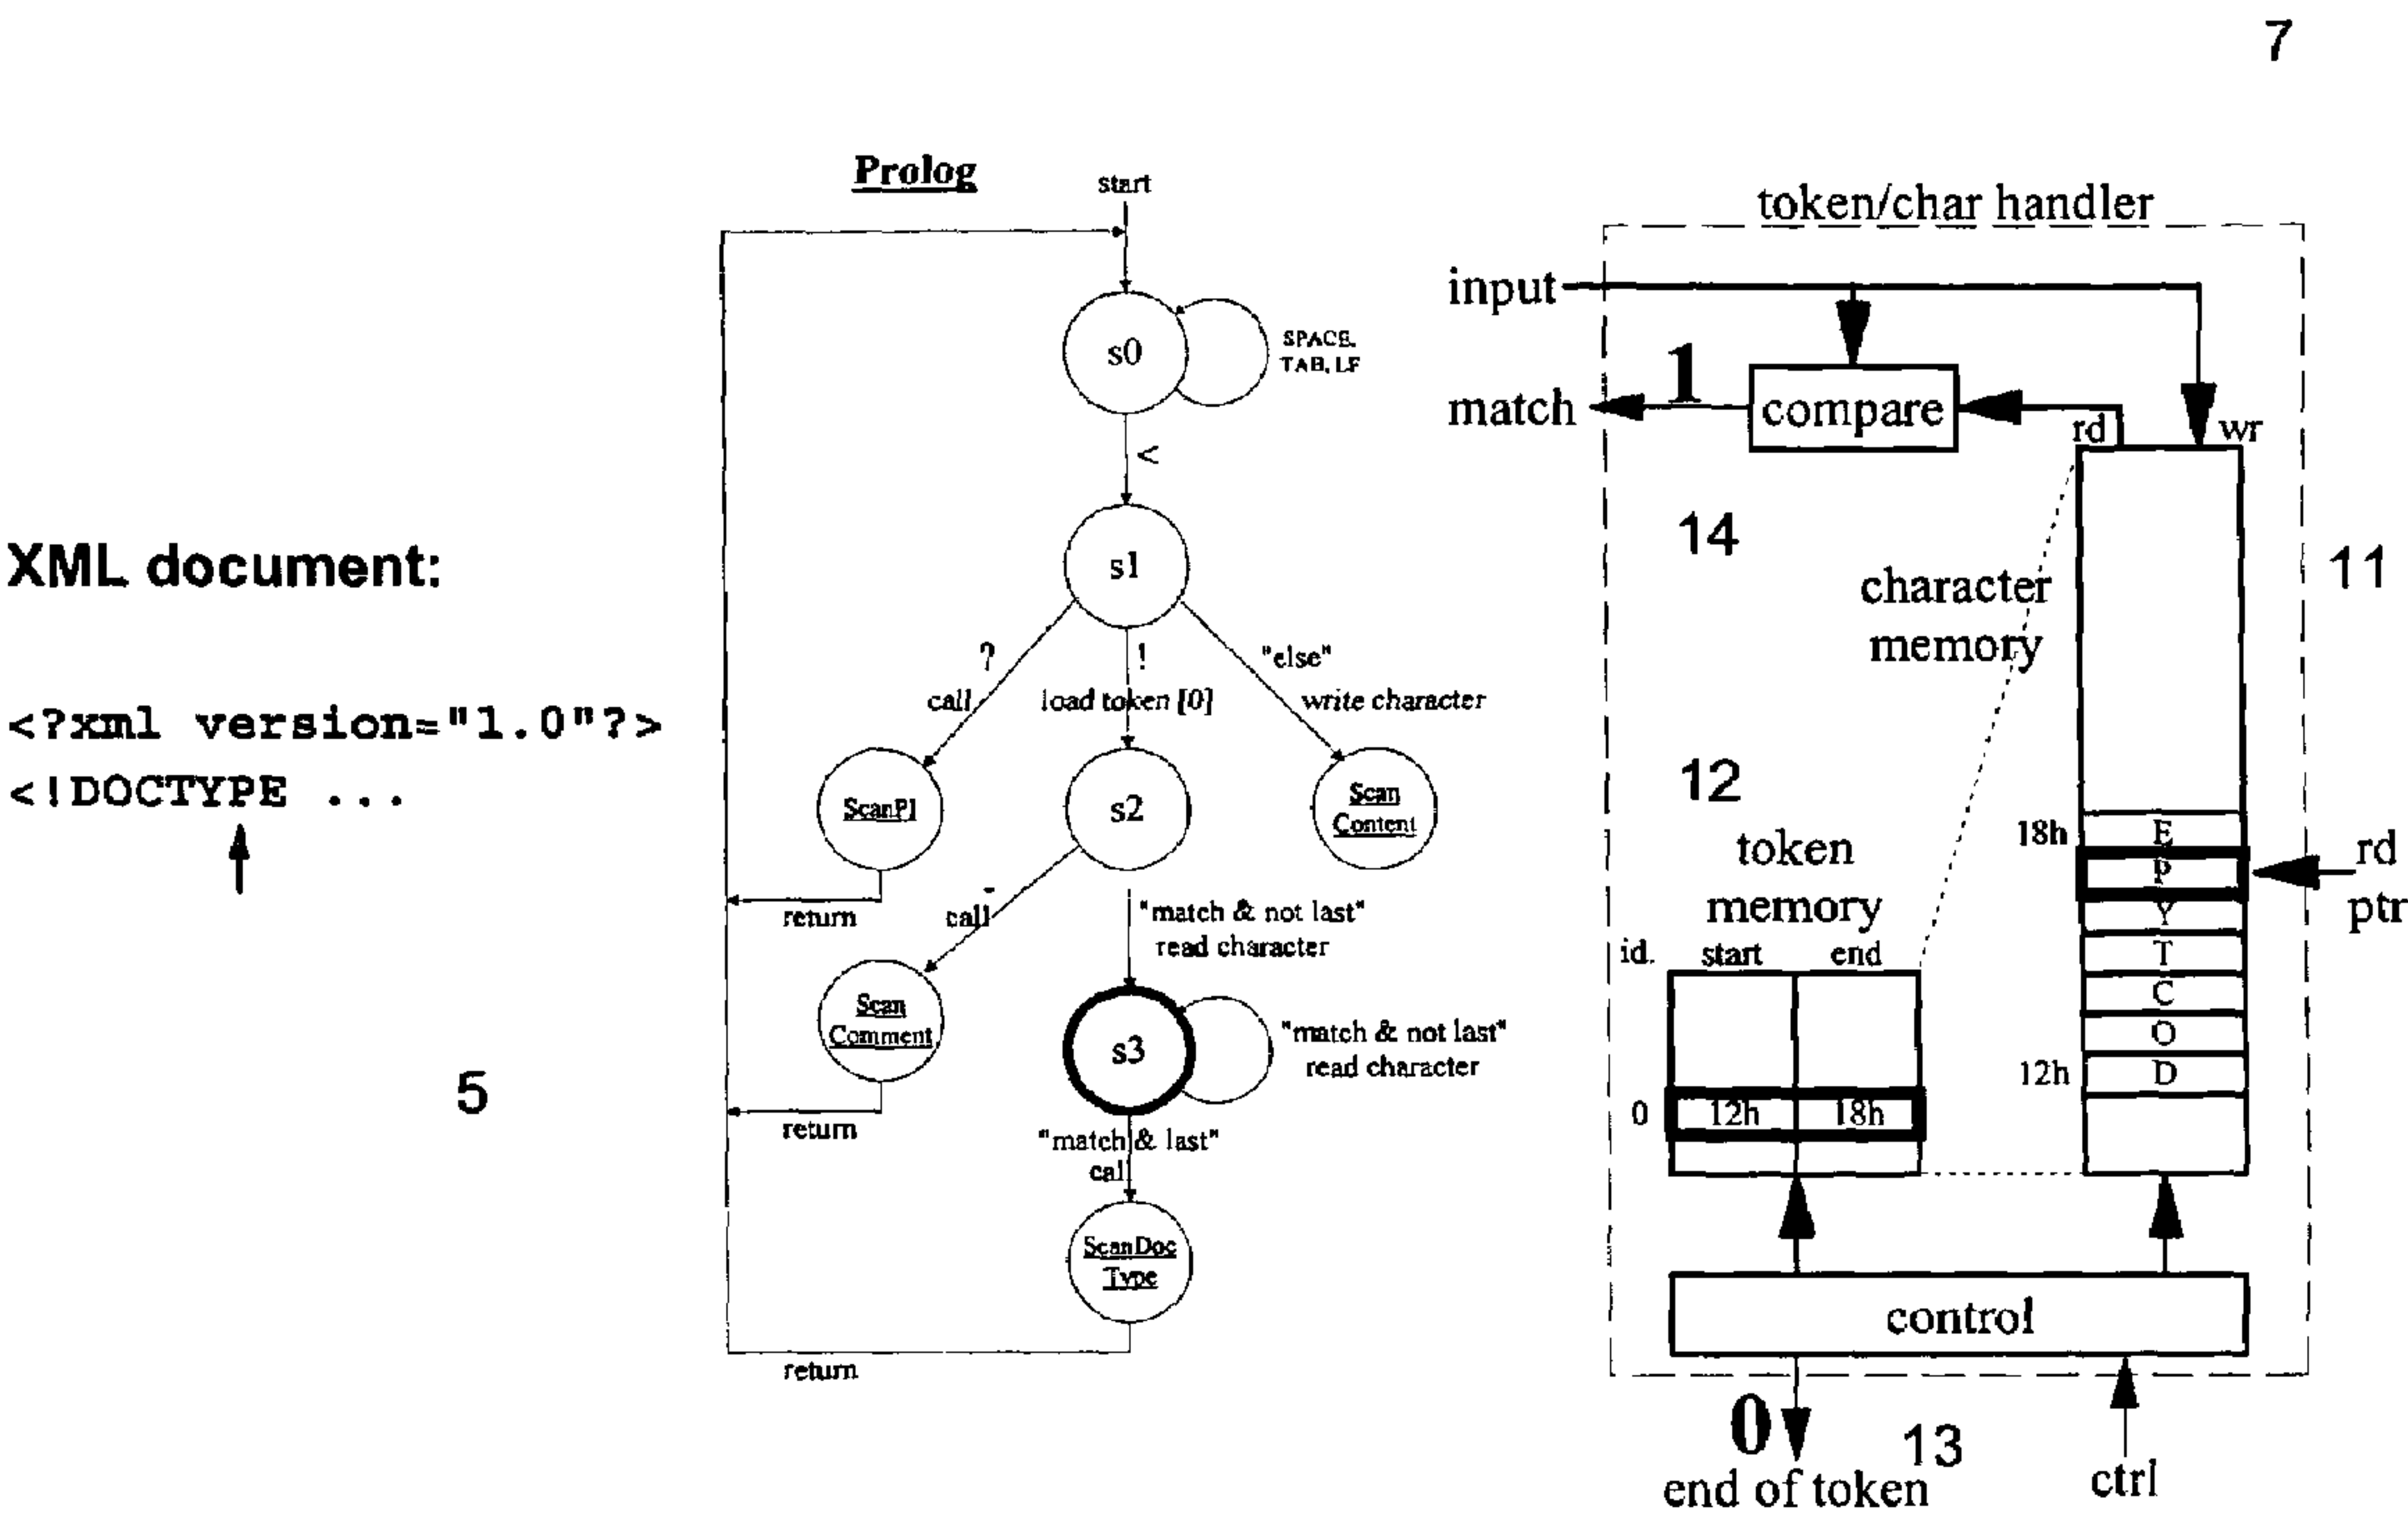 7
Prolog
start
SPACE,
TAB, LF
s0
<
s1
?
call
!
load token [0]
"else"
write character
ScanPI
s2
Scan
Content
return
-
call
"match & not last"
read character
Scan
Comment
s3
"match & not last"
read character
return
"match & last"
call
ScanDoc
Type
return
XML document:
<?xml version="1.0"?>
<!DOCTYPE ...
5
token/char handler
input
1
match
compare
rd
wr
14
character
memory
11
12
token
memory
id.
start
end
0
12h
18h
18h
E
P
Y
T
C
O
12h
D
rd
ptr
control
0
13
end of token
ctrl